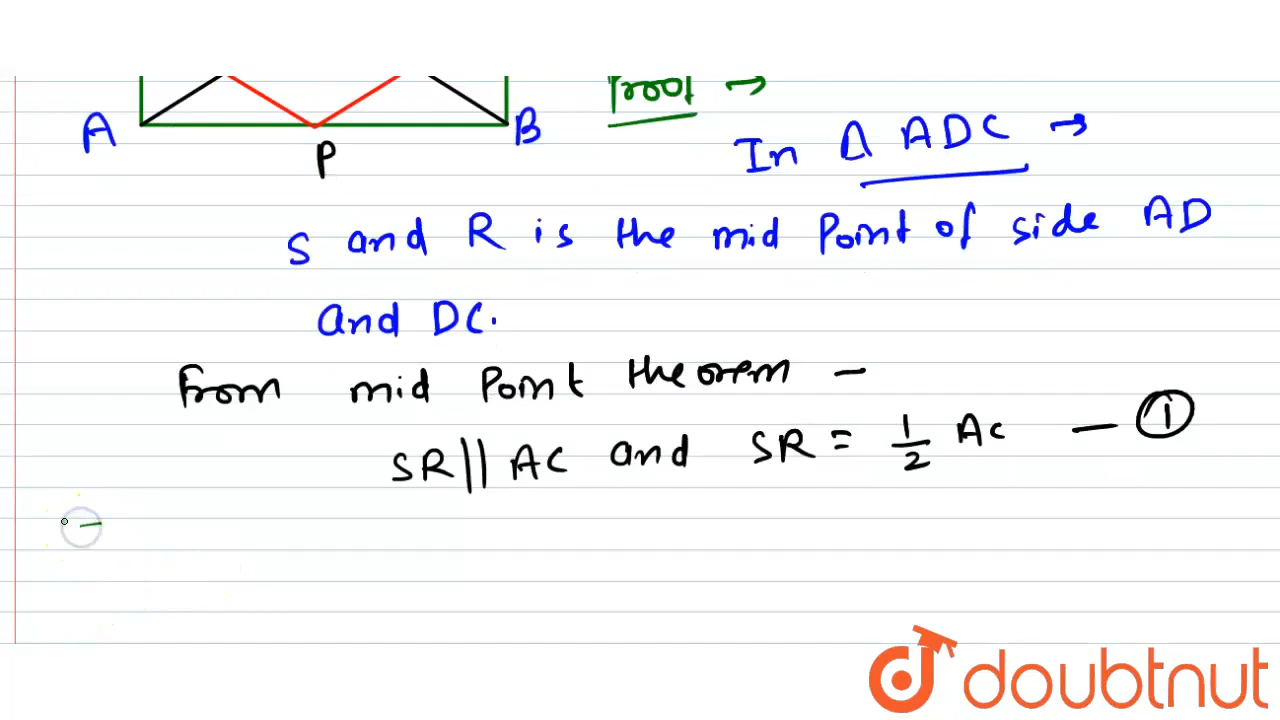 Proof →
A B
P
In Δ ADC →
S and R is the mid Point of side AD
and DC.
From mid Point theorem –
SR || AC and SR = 1/2 AC — ①
doubtnut